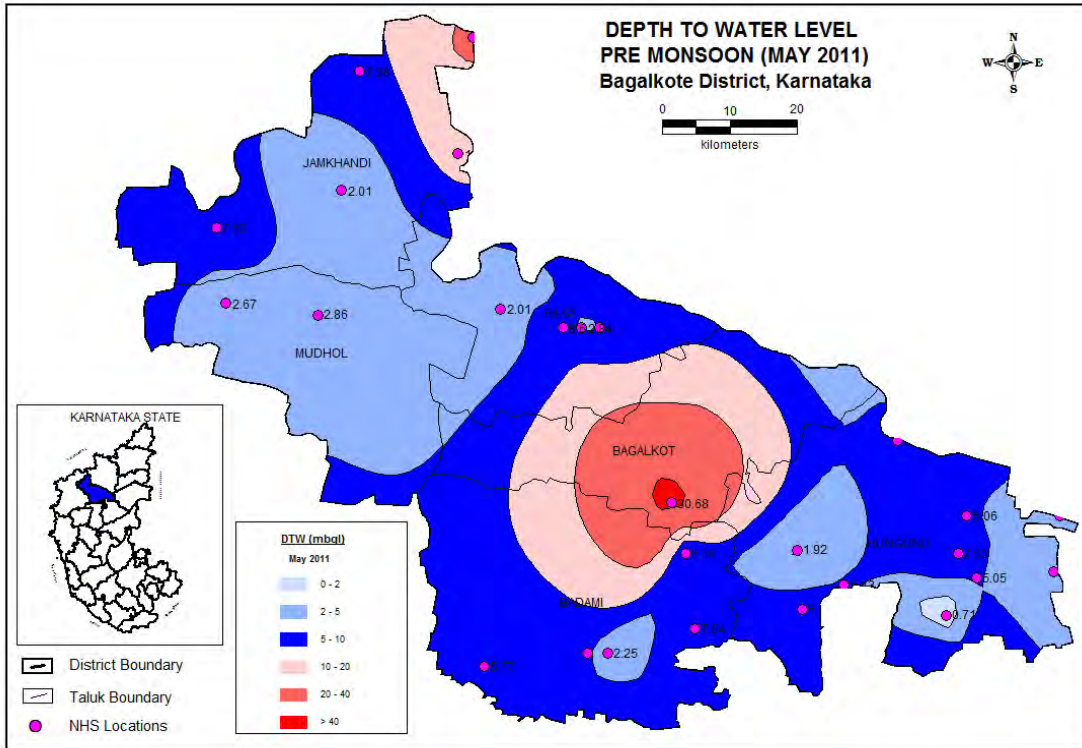 DEPTH TO WATER LEVEL
PRE MONSOON (MAY 2011)
Bagalkote District, Karnataka
N
W E
S
0 10 20
kilometers
JAMKHANDI
2.01
2.67
2.86
2.01
MUDHOL
BAGALKOT
1.92
5.05
0.71
BADAMI
7.64
2.25
KARNATAKA STATE
DTW (mbgl)
May 2011
0 - 2
2 - 5
5 - 10
10 - 20
20 - 40
> 40
District Boundary
Taluk Boundary
NHS Locations